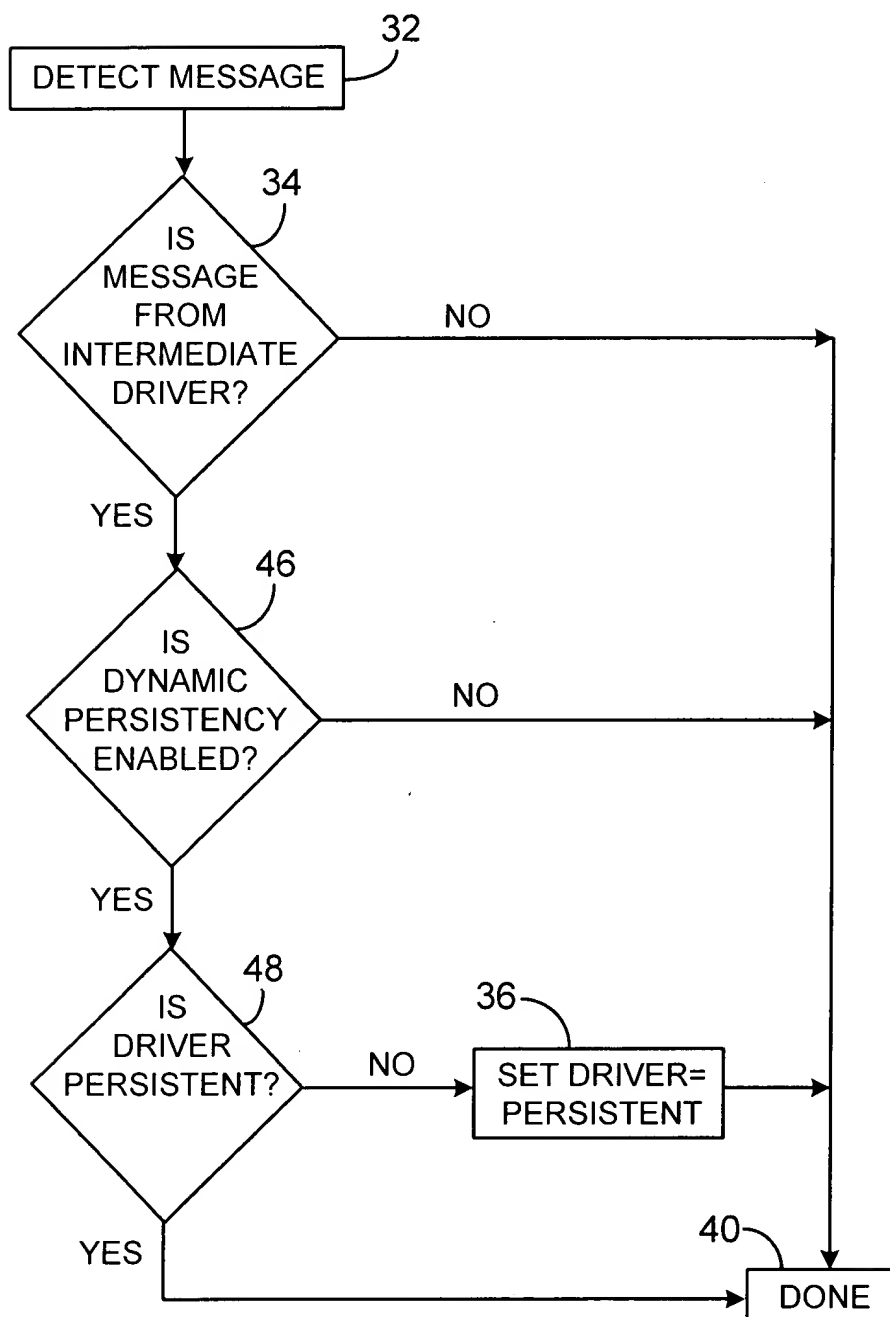 32
DETECT MESSAGE
34
IS
MESSAGE
FROM
INTERMEDIATE
DRIVER?
NO
YES
46
IS
DYNAMIC
PERSISTENCY
ENABLED?
NO
YES
48
IS
DRIVER
PERSISTENT?
NO
36
SET DRIVER=
PERSISTENT
YES
40
DONE